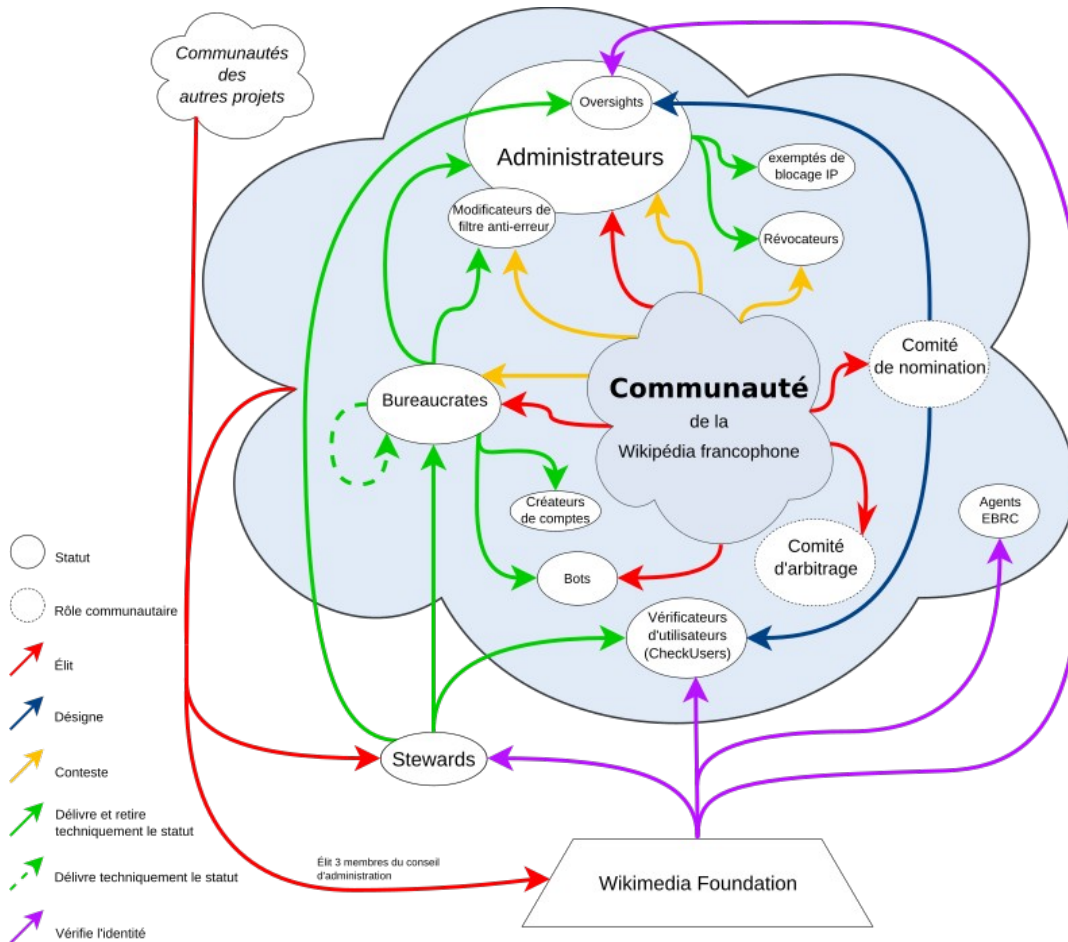 Communautés
des
autres projets
Oversights
Administrateurs
exemptés de
blocage IP
Modificateurs de
filtre anti-erreur
Révocateurs
Comité
de nomination
Communauté
de la
Wikipédia francophone
Bureaucrates
Créateurs
de comptes
Agents
EBRC
Comité
d'arbitrage
Bots
Vérificateurs
d'utilisateurs
(CheckUsers)
Stewards
Élit 3 membres du conseil
d'administration
Wikimedia Foundation
Statut
Rôle communautaire
Élit
Désigne
Conteste
Délivre et retire
techniquement le statut
Délivre techniquement le statut
Vérifie l'identité